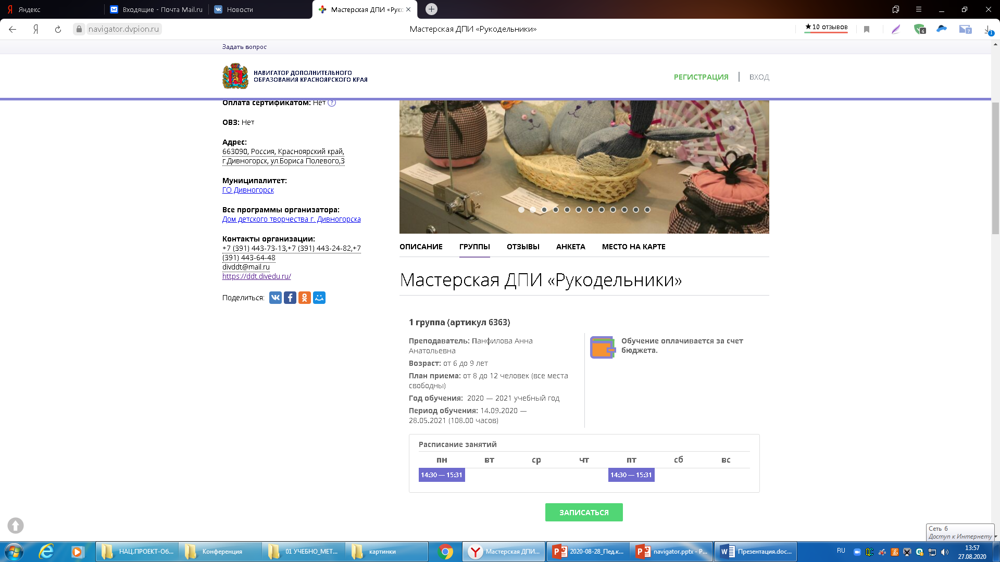 Яндекс
Входящие - Почта Mail.ru
Новости
Мастерская ДПИ «Руко
navigator.dvpion.ru
Мастерская ДПИ «Рукодельники»
★10 отзывов
6
7
1
Задать вопрос
НАВИГАТОР ДОПОЛНИТЕЛЬНОГО
ОБРАЗОВАНИЯ КРАСНОЯРСКОГО КРАЯ
РЕГИСТРАЦИЯ
ВХОД
Оплата сертификатом: Нет ?
ОВЗ: Нет
Адрес:
663090, Россия, Красноярский край,
г.Дивногорск, ул.Бориса Полевого,3
Муниципалитет:
ГО Дивногорск
Все программы организатора:
Дом детского творчества г. Дивногорска
Контакты организации:
+7 (391) 443-73-13,+7 (391) 443-24-82,+7
(391) 443-64-48
divddt@mail.ru
https://ddt.divedu.ru/
Поделиться:
ОПИСАНИЕ
ГРУППЫ
ОТЗЫВЫ
АНКЕТА
МЕСТО НА КАРТЕ
Мастерская ДПИ «Рукодельники»
1 группа (артикул 6363)
Преподаватель: Панфилова Анна
Анатольевна
Возраст: от 6 до 9 лет
План приема: от 8 до 12 человек (все места
свободны)
Год обучения: 2020 — 2021 учебный год
Период обучения: 14.09.2020 —
28.05.2021 (108.00 часов)
Обучение оплачивается за счет
бюджета.
Расписание занятий
пн вт ср чт пт сб вс
14:30 — 15:31 14:30 — 15:31
ЗАПИСАТЬСЯ
Сеть 6
Доступ к Интернету
НАЦ.ПРОЕКТ-Об...
Конференция
01 УЧЕБНО_МЕТ...
картинки
Мастерская ДПИ...
2020-08-28_Пед.к...
navigator.pptx - P...
Презентация.doc...
RU
13:57
27.08.2020